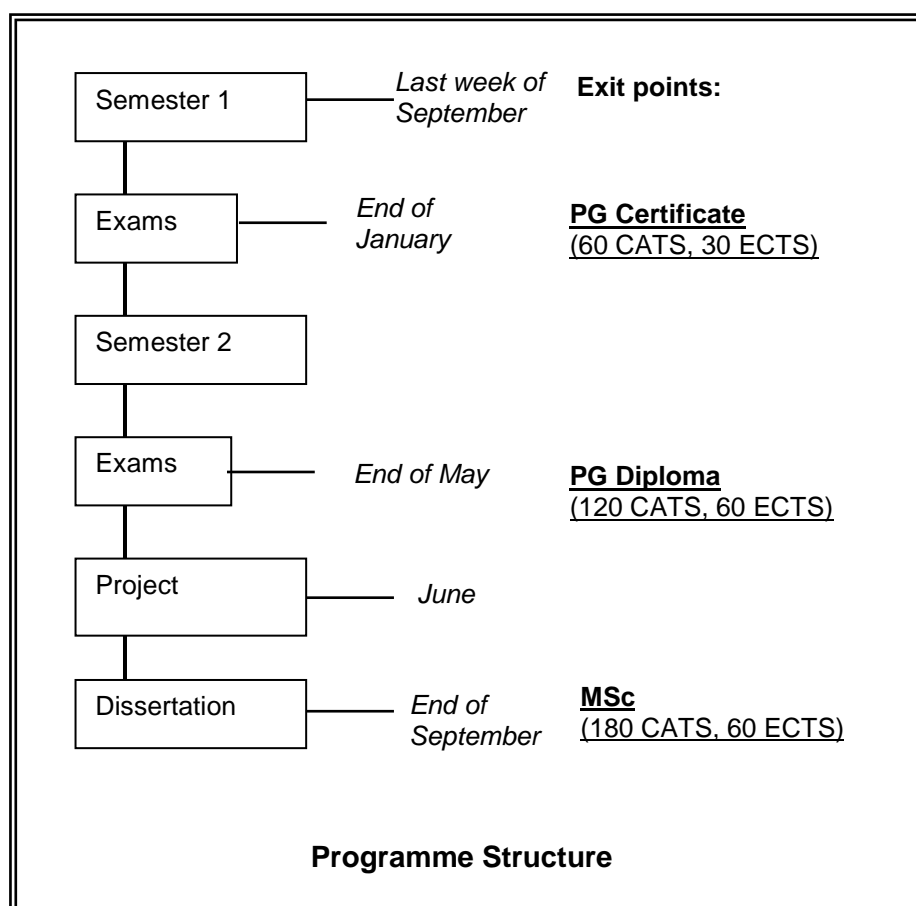 Semester 1
Last week of
September
Exit points:
Exams
End of
January
PG Certificate
(60 CATS, 30 ECTS)
Semester 2
Exams
End of May
PG Diploma
(120 CATS, 60 ECTS)
Project
June
Dissertation
End of
September
MSc
(180 CATS, 60 ECTS)
Programme Structure